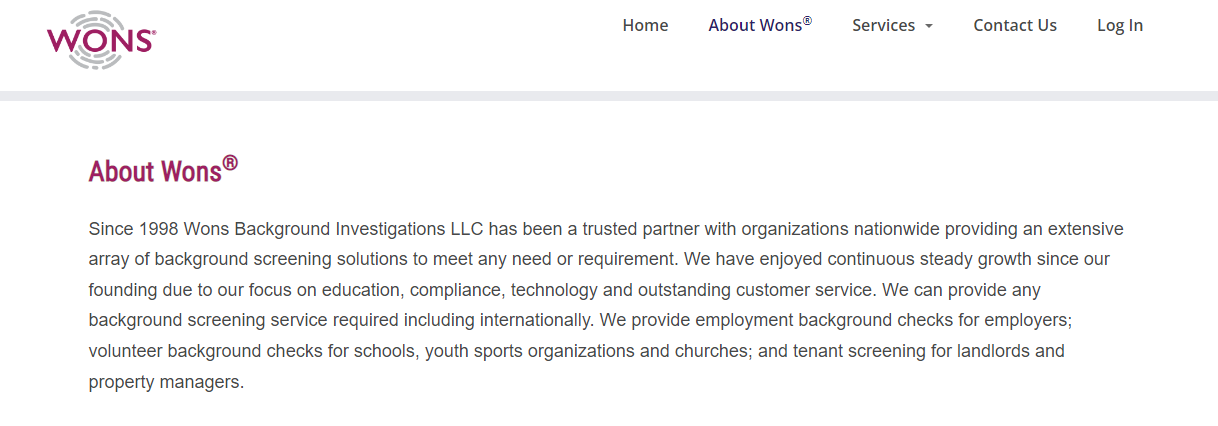 WONS®
Home About Wons® Services Contact Us Log In
About Wons®
Since 1998 Wons Background Investigations LLC has been a trusted partner with organizations nationwide providing an extensive
array of background screening solutions to meet any need or requirement. We have enjoyed continuous steady growth since our
founding due to our focus on education, compliance, technology and outstanding customer service. We can provide any
background screening service required including internationally. We provide employment background checks for employers;
volunteer background checks for schools, youth sports organizations and churches; and tenant screening for landlords and
property managers.